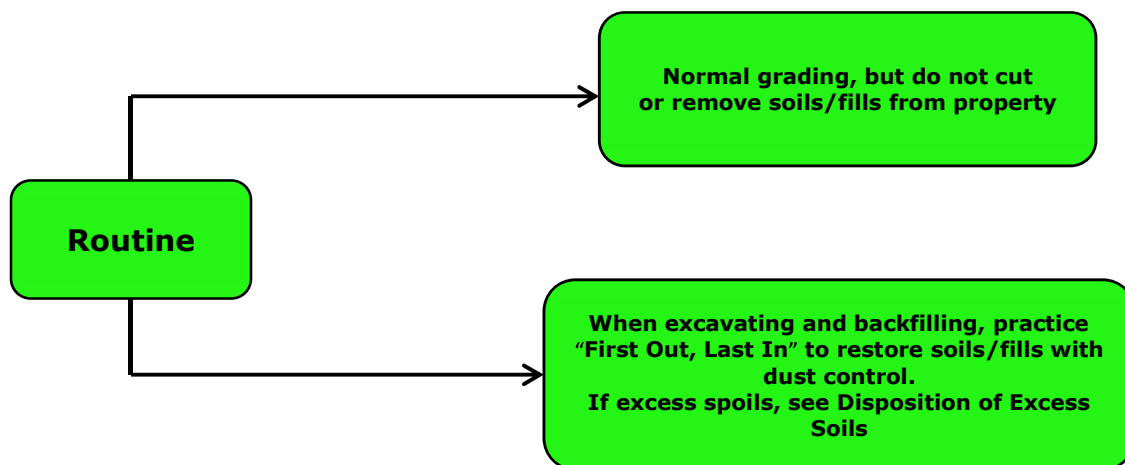 Normal grading, but do not cut
or remove soils/fills from property
Routine
When excavating and backfilling, practice
“First Out, Last In” to restore soils/fills with
dust control.
If excess spoils, see Disposition of Excess
Soils